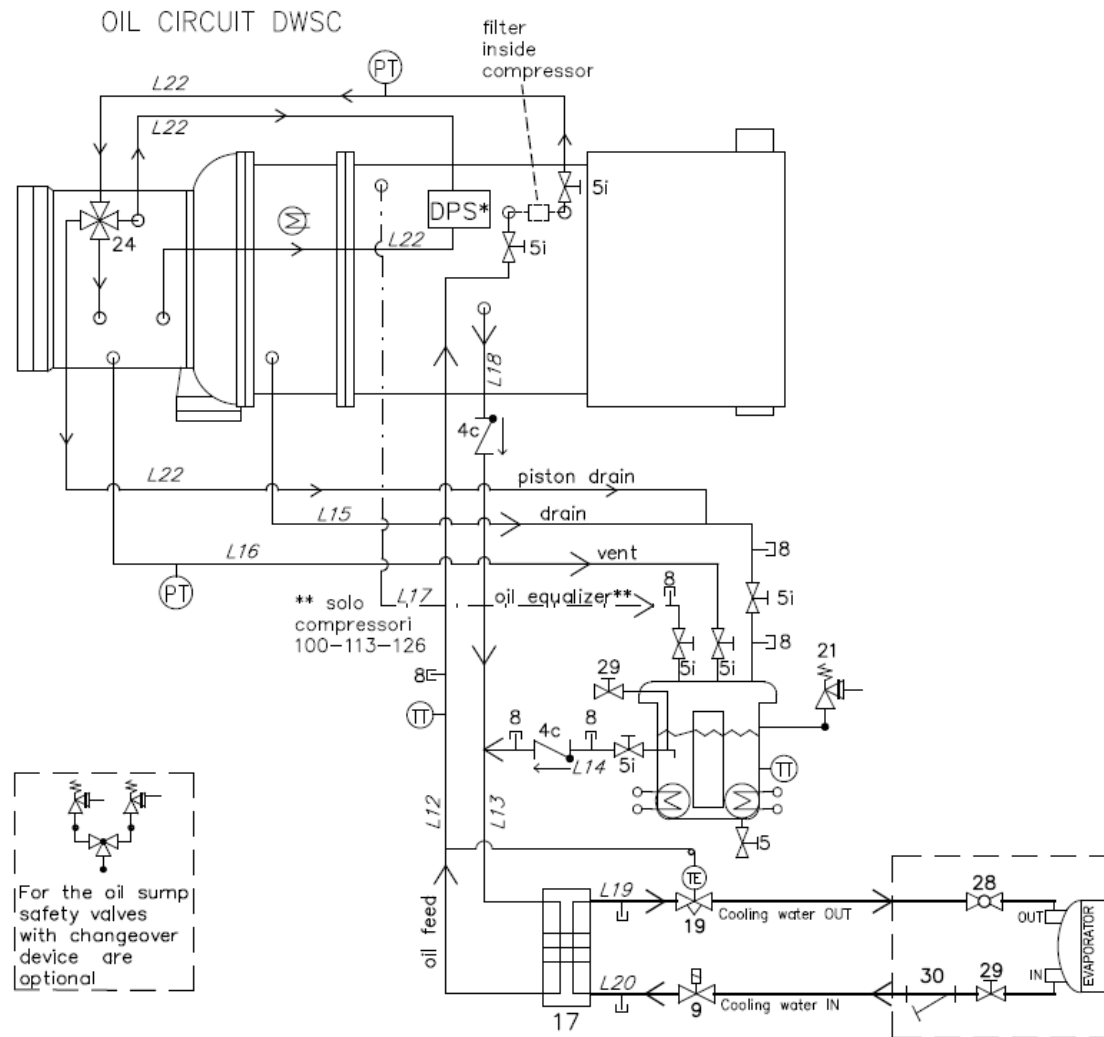 OIL CIRCUIT DWSC
filter
inside
compressor
PT
L22
L22
5i
DPS*
24
L22
5i
L18
4c
L22
piston drain
L15
drain
L16
vent
8
PT
** solo
compressori
100-113-126
L17
oil equalizer**
8
5i
8
5i
5i
29
21
8
TT
8
4c
8
L14
5i
TT
L12
L13
5
For the oil sump
safety valves
with changeover
device are
optional
oil feed
TE
L19
19
Cooling water OUT
28
OUT
EVAPORATOR
IN
L20
9
Cooling water IN
30
29
17